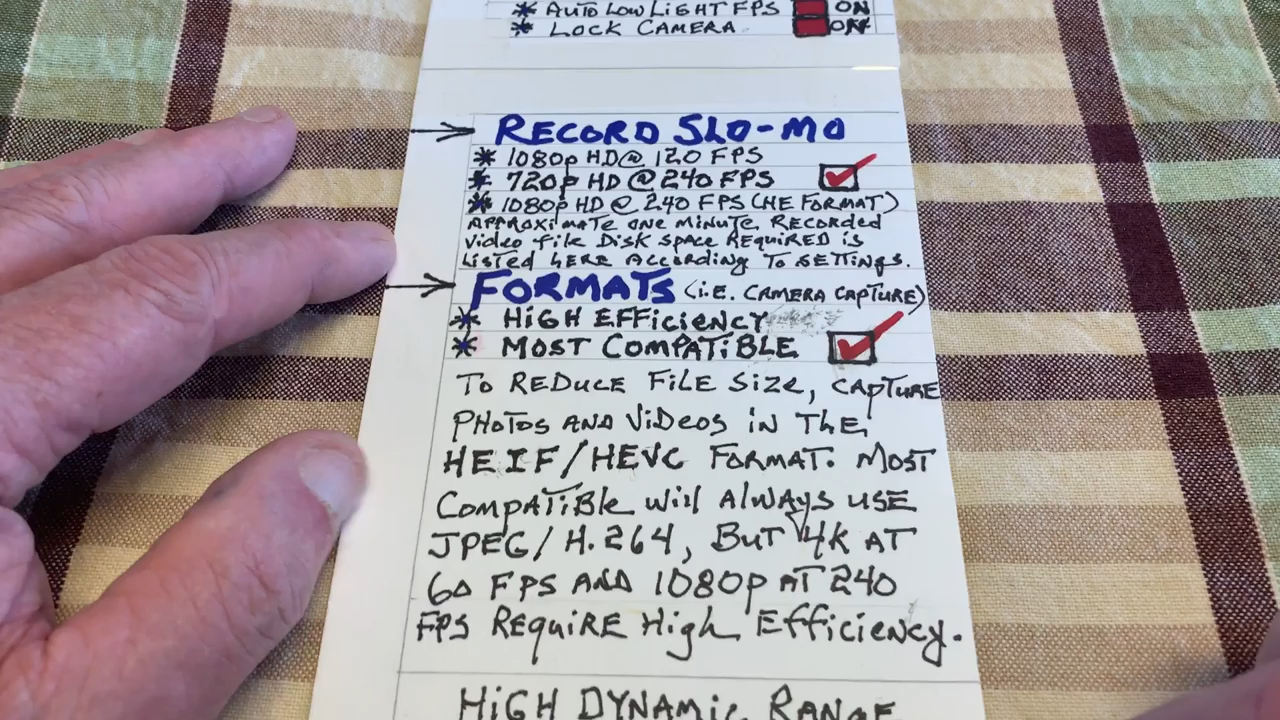 * AUTO LOW LIGHT FPS ON
* LOCK CAMERA ON
RECORD SLO-MO
* 1080p HD@ 120 FPS
* 720p HD @ 240 FPS
* 1080p HD @ 240 FPS (HE FORMAT)
APPROXIMATE ONE MINUTE RECORDED
Video File Disk Space REQUIRED is
LISTED HERE ACCORDING TO SETTINGS.
FORMATS (i.E. CAMERA CAPTURE)
* HIGH EFFICIENCY
* MOST COMPATIBLE
TO REDUCE FILE SIZE, CAPTURE
PHOTOS AND VIDEOS IN THE
HEIF/HEVC FORMAT. MOST
COMPATIBLE will Always USE
JPEG/H.264, BUT 4K AT
60 FPS AND 1080p AT 240
FPS REQUIRE High EFFICIENCY.
HIGH DYNAMIC RANGE